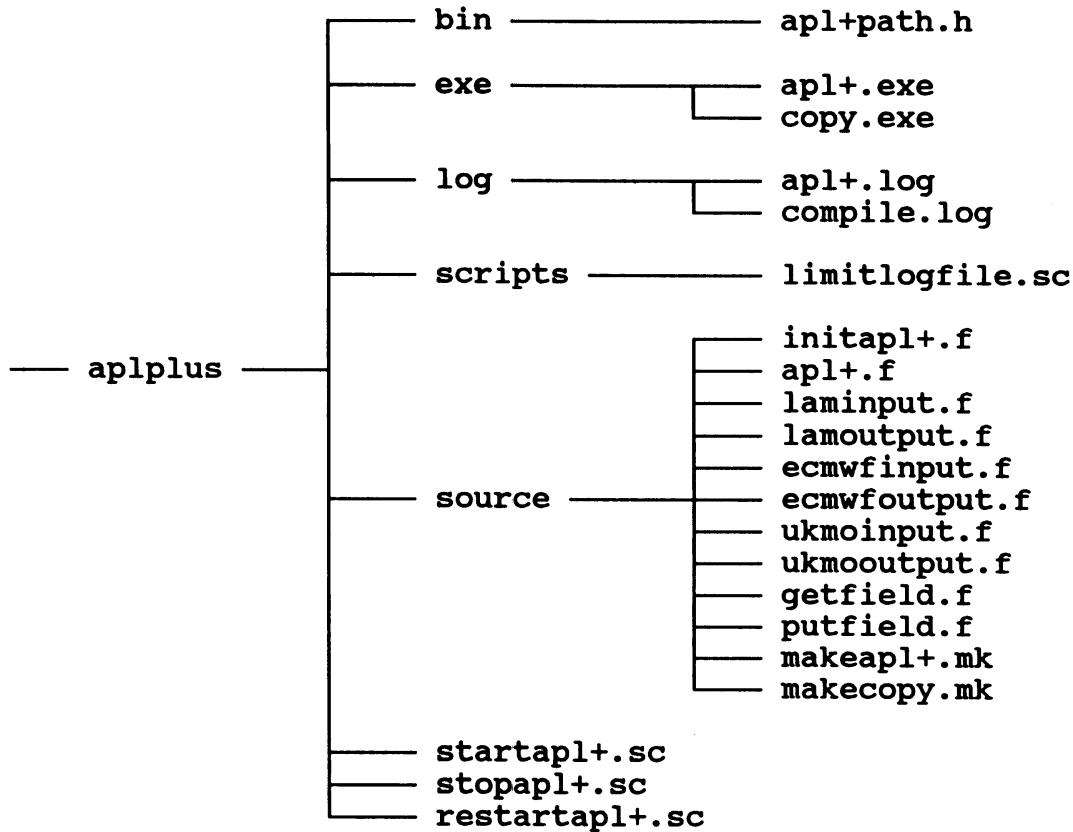 bin apl+path.h
exe apl+.exe
copy.exe
log apl+.log
compile.log
scripts limitlogfile.sc
initapl+.f
aplplus apl+.f
laminput.f
lamoutput.f
ecmwfinput.f
source ecmwfoutput.f
ukmoinput.f
ukmooutput.f
getfield.f
putfield.f
makeapl+.mk
makecopy.mk
startapl+.sc
stopapl+.sc
restartapl+.sc